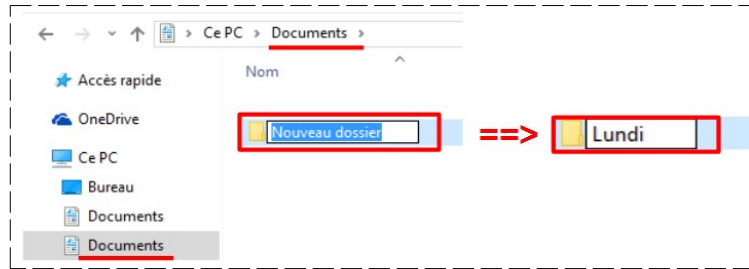 Ce PC > Documents >
Nom
Accès rapide
OneDrive
Nouveau dossier ==> Lundi
Ce PC
Bureau
Documents
Documents